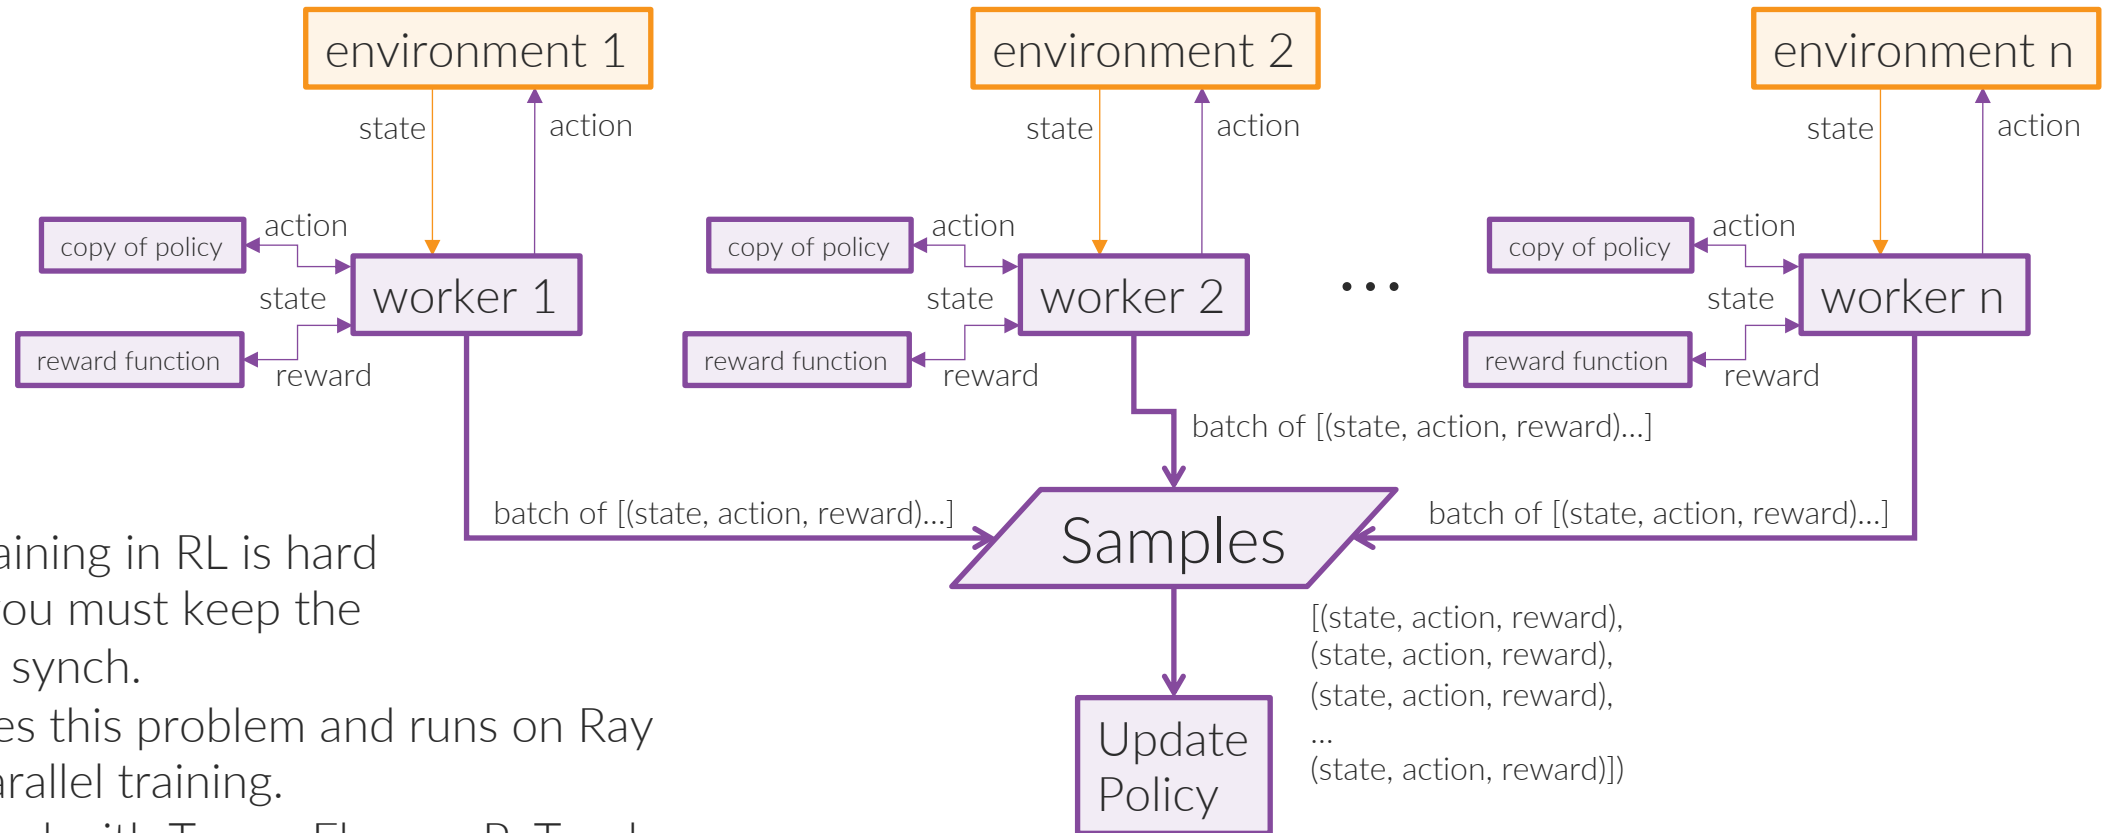 environment 1
environment 2
environment n
state
action
state
action
state
action
action
copy of policy
state
worker 1
reward function
reward
action
copy of policy
state
worker 2
reward function
reward
...
action
copy of policy
state
worker n
reward function
reward
batch of [(state, action, reward)...]
batch of [(state, action, reward)...]
batch of [(state, action, reward)...]
Samples
aining in RL is hard
you must keep the
synch.
es this problem and runs on Ray
arallel training.
[(state, action, reward),
(state, action, reward),
(state, action, reward),
...
(state, action, reward)])
Update
Policy